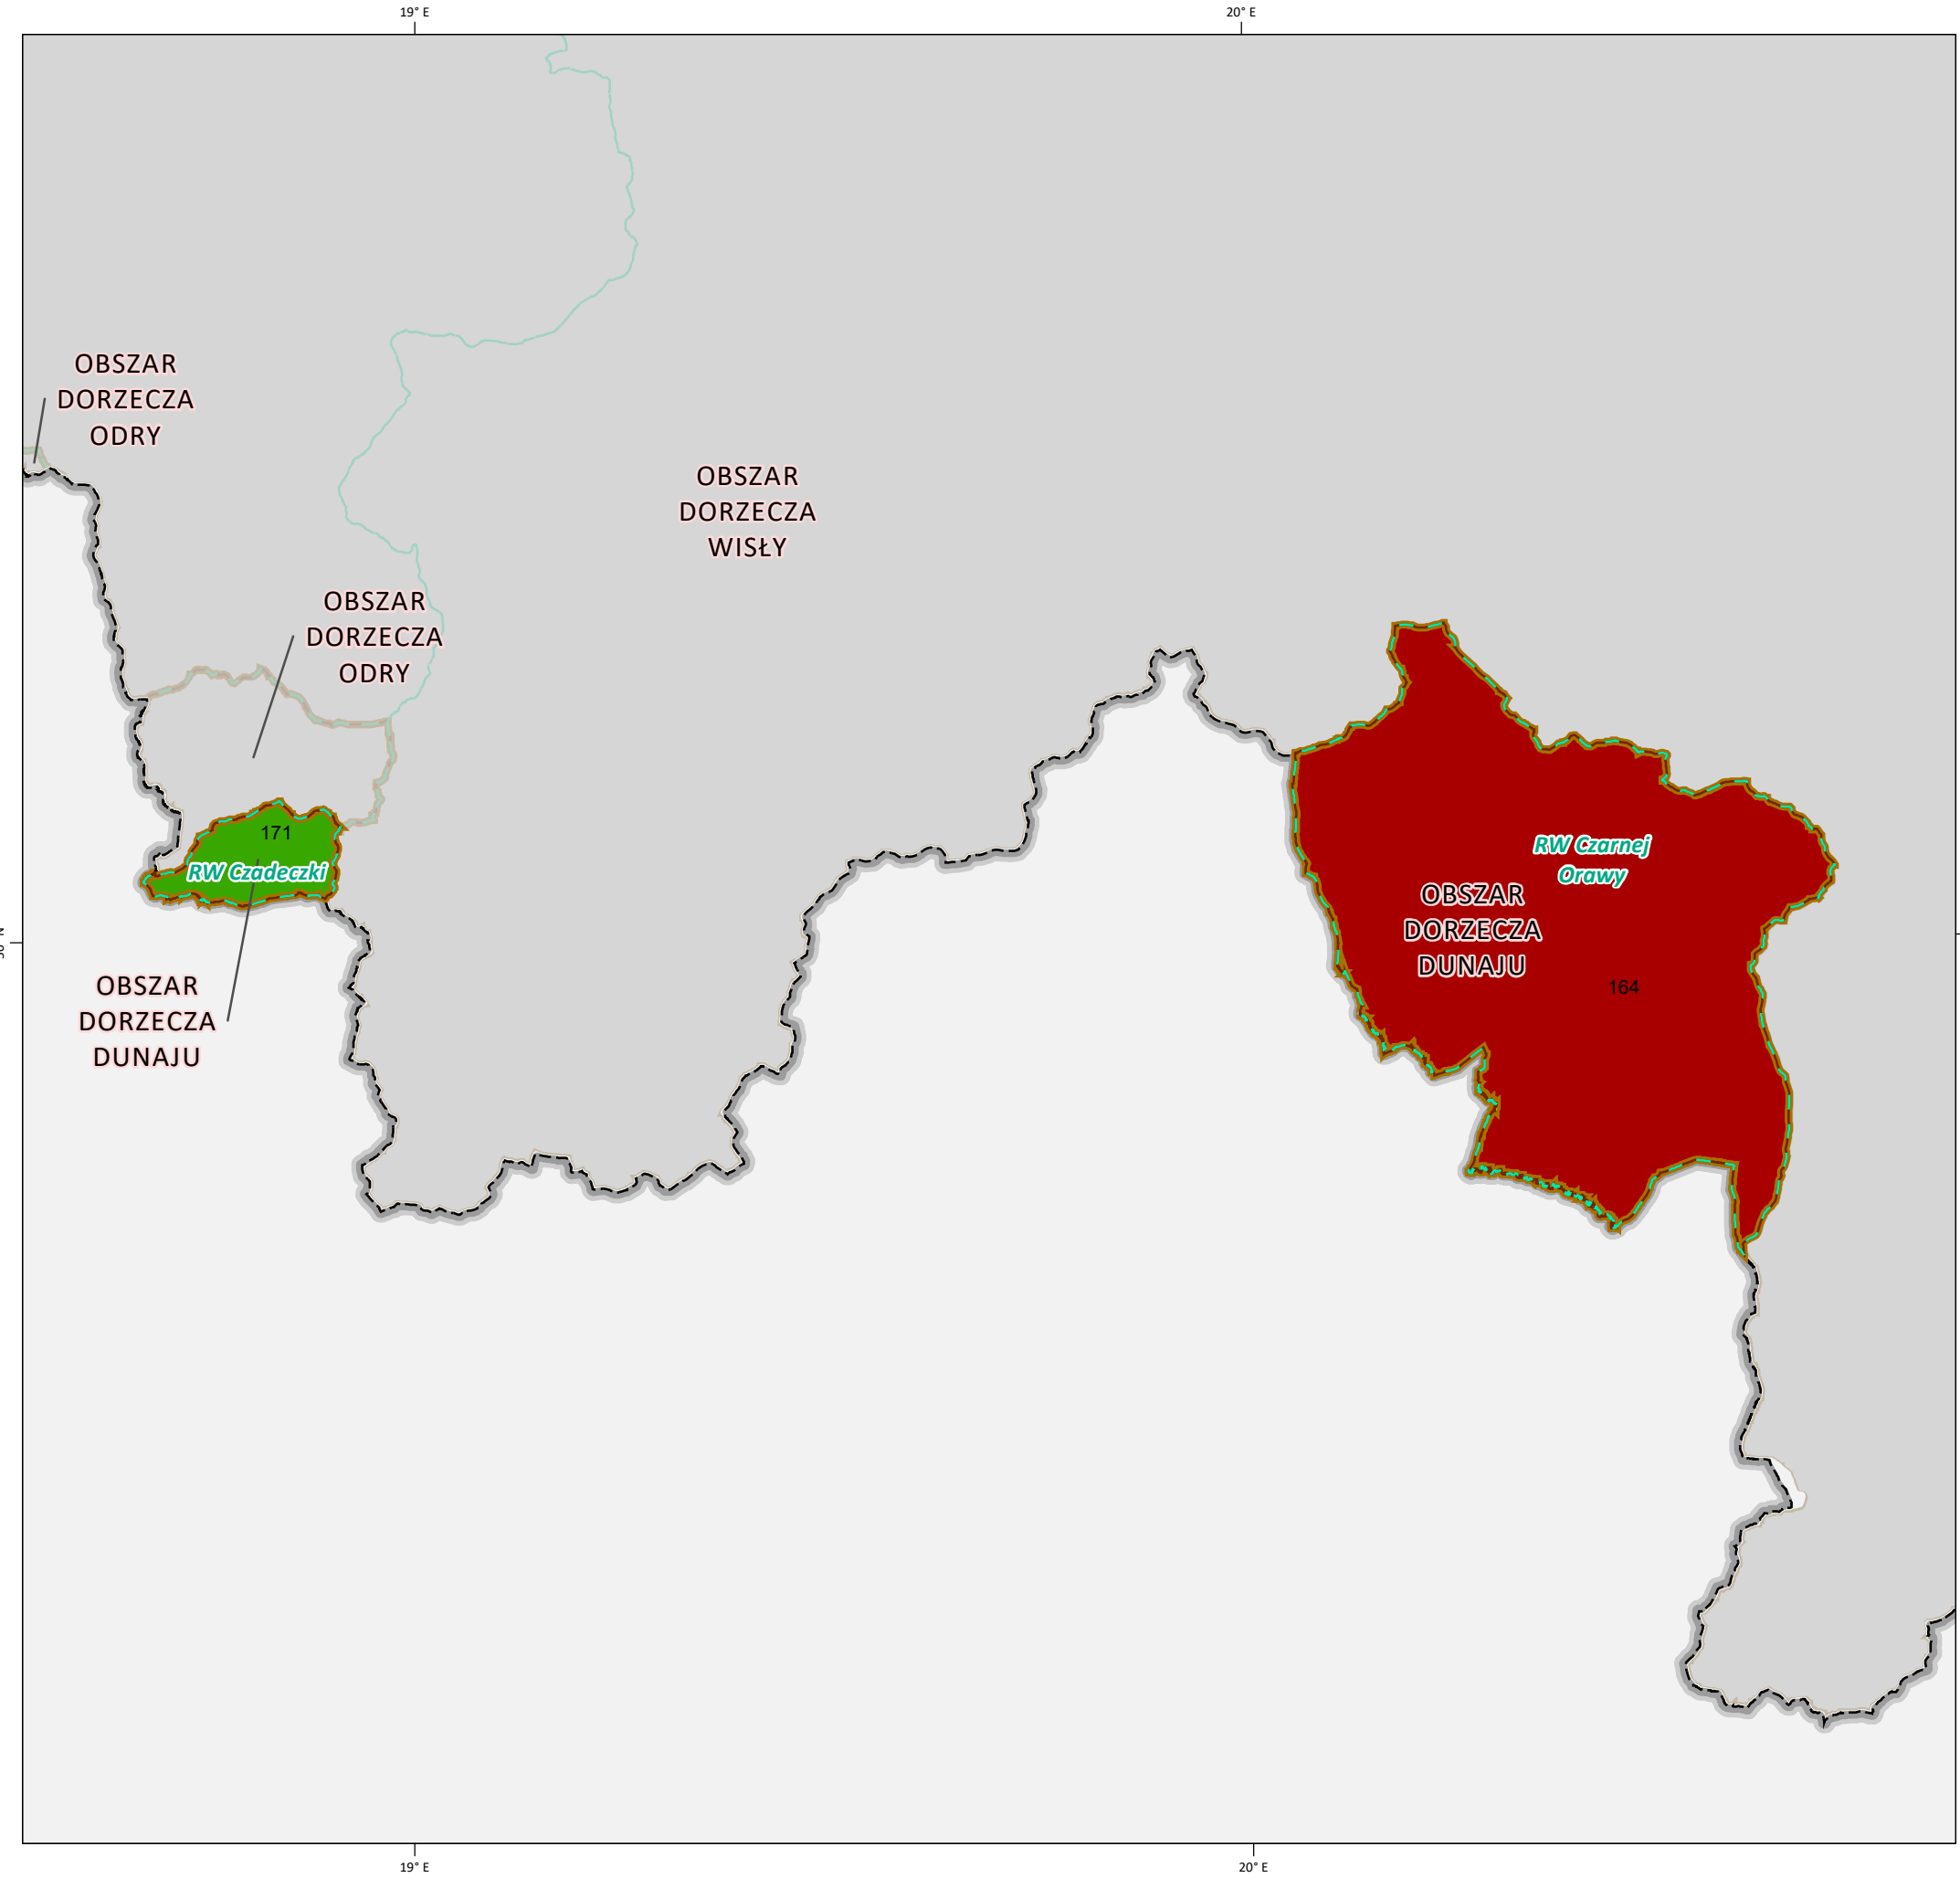 19° E
20° E
OBSZAR
DORZECZA
ODRY
OBSZAR
DORZECZA
WISŁY
OBSZAR
DORZECZA
ODRY
171
RW Czadeczki
RW Czarnej
Orawy
OBSZAR
DORZECZA
DUNAJU
164
OBSZAR
DORZECZA
DUNAJU
19° E
20° E